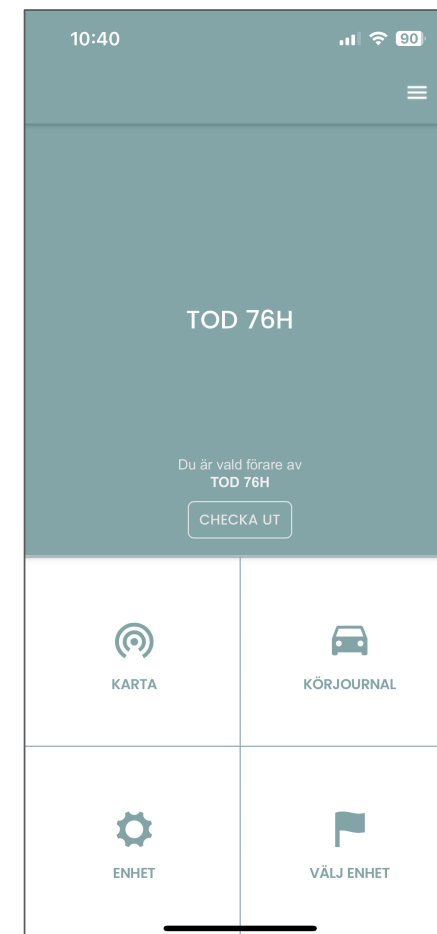 10:40
90
TOD 76H
Du är vald förare av
TOD 76H
CHECKA UT
KARTA
KÖRJOURNAL
ENHET
VÄLJ ENHET